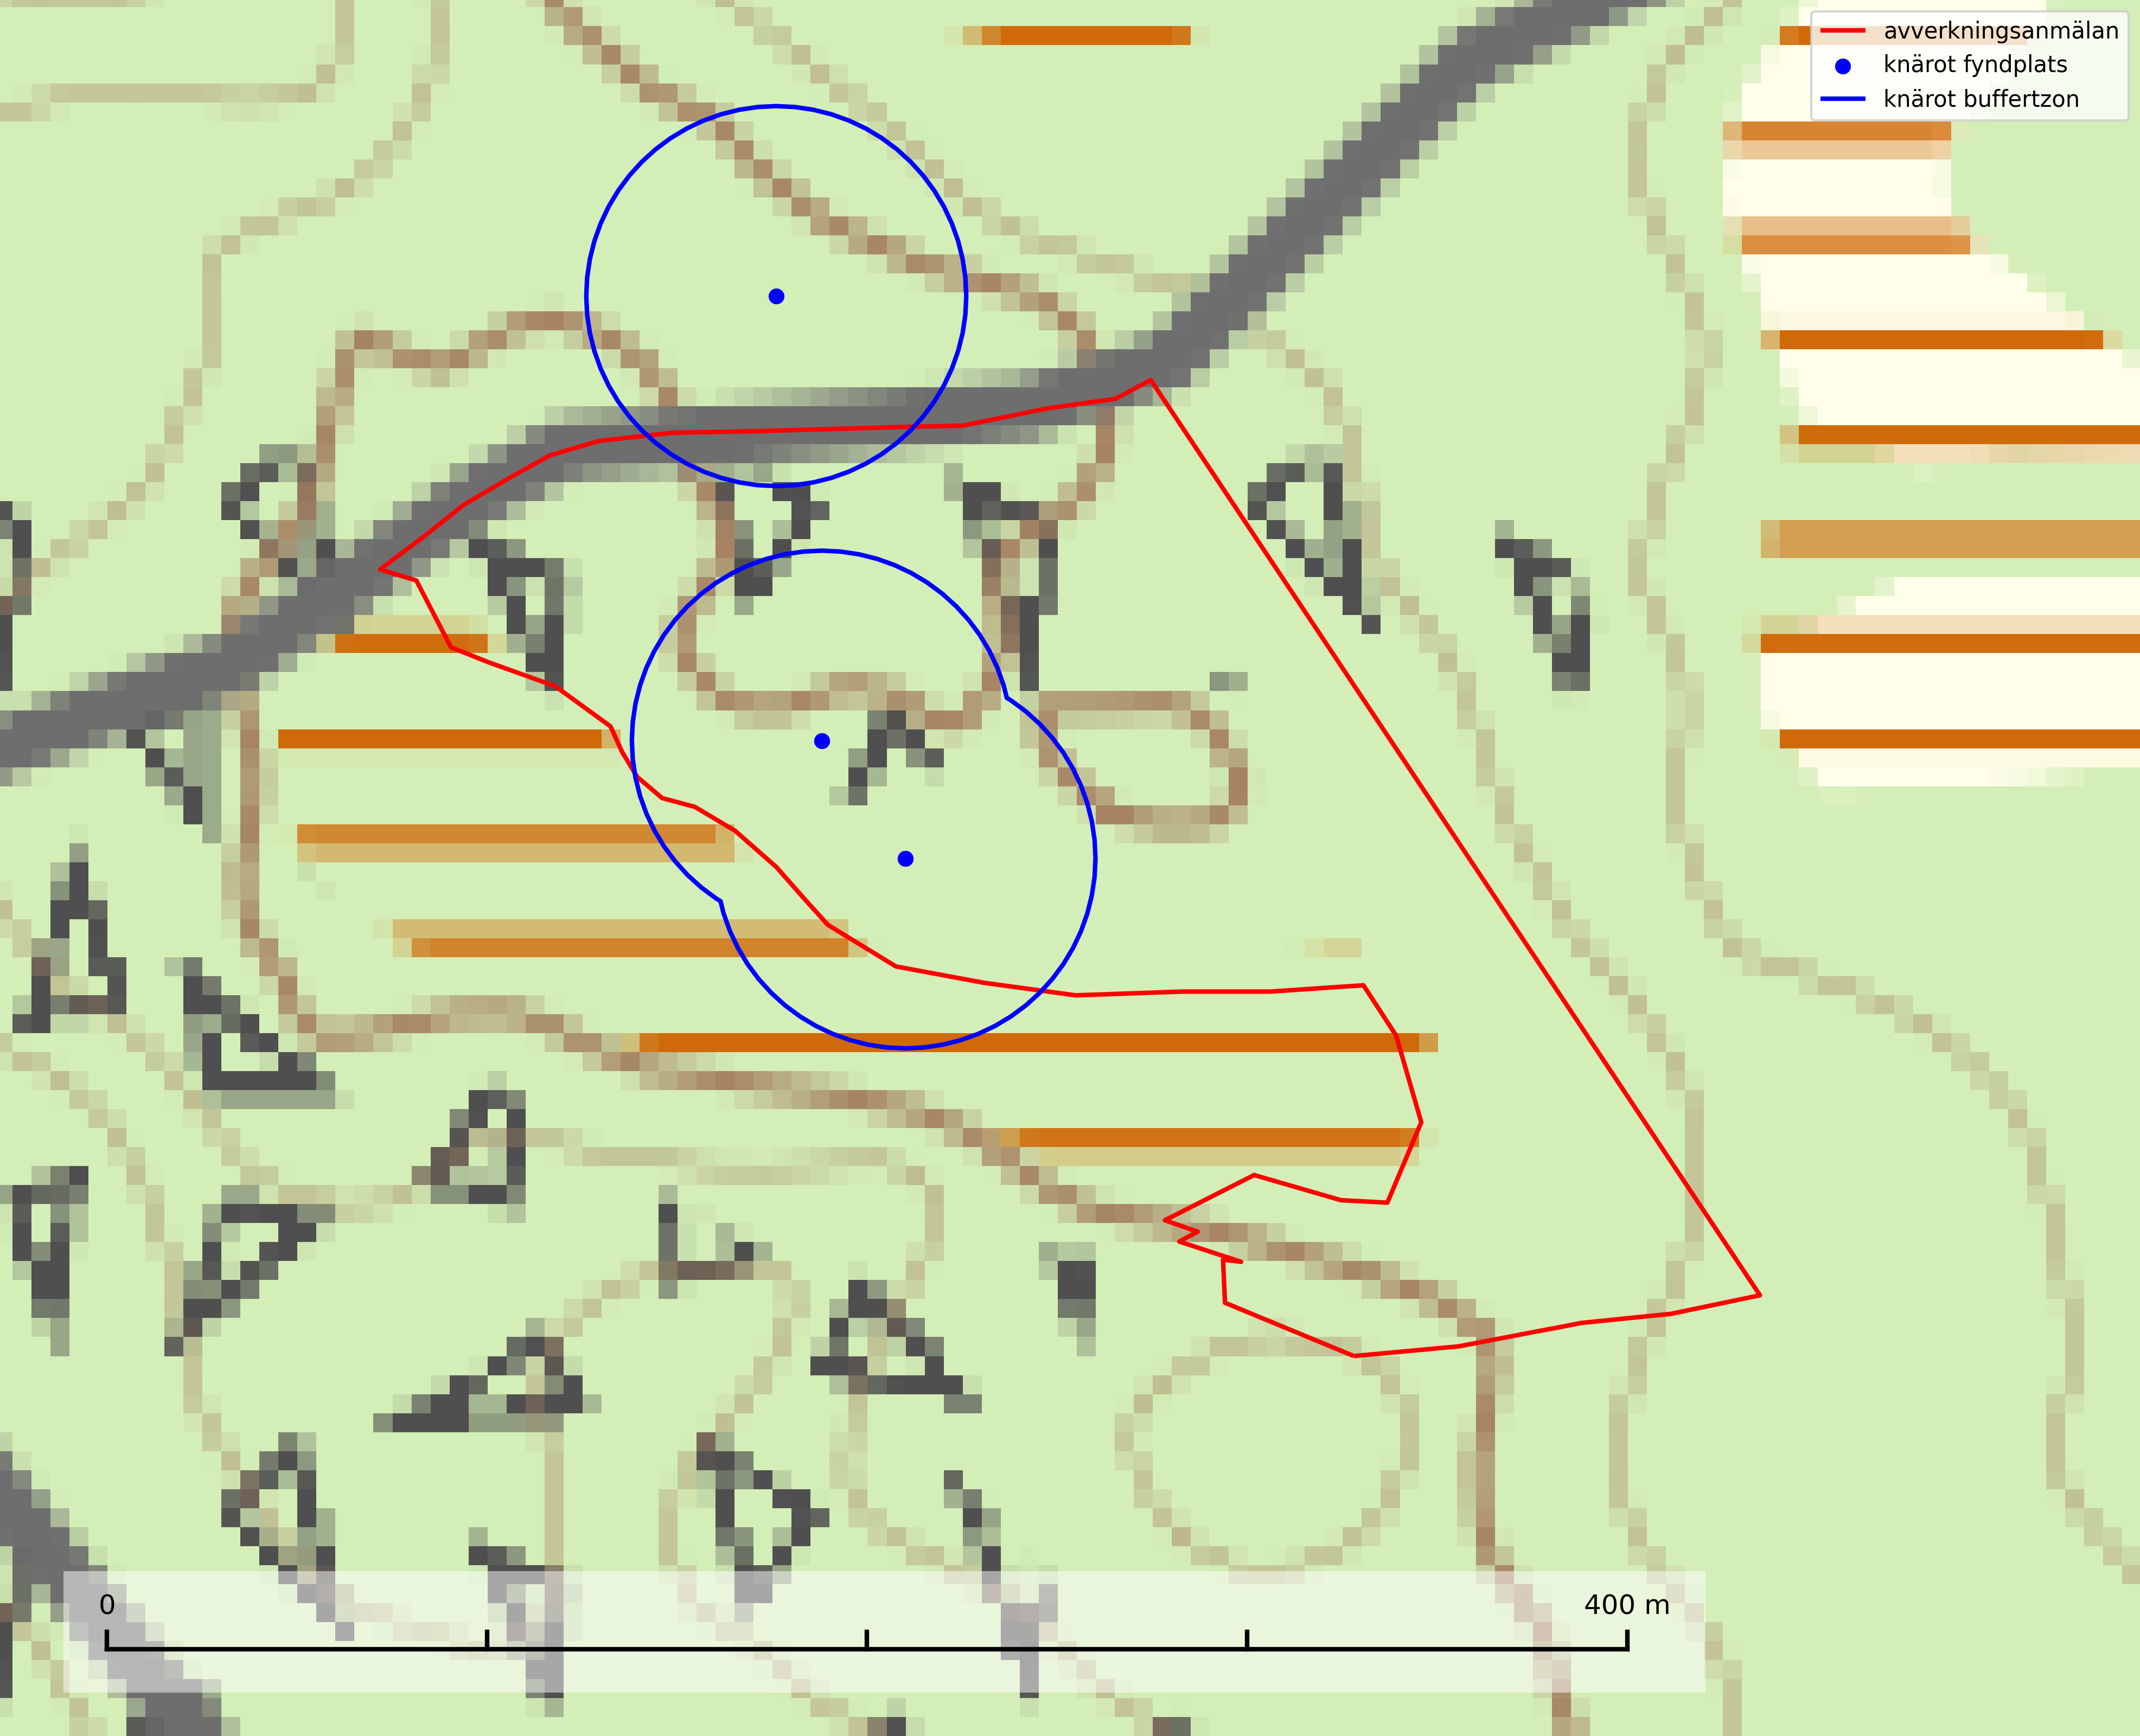 avverkningsanmälan
knärot fyndplats
knärot buffertzon
0
400 m